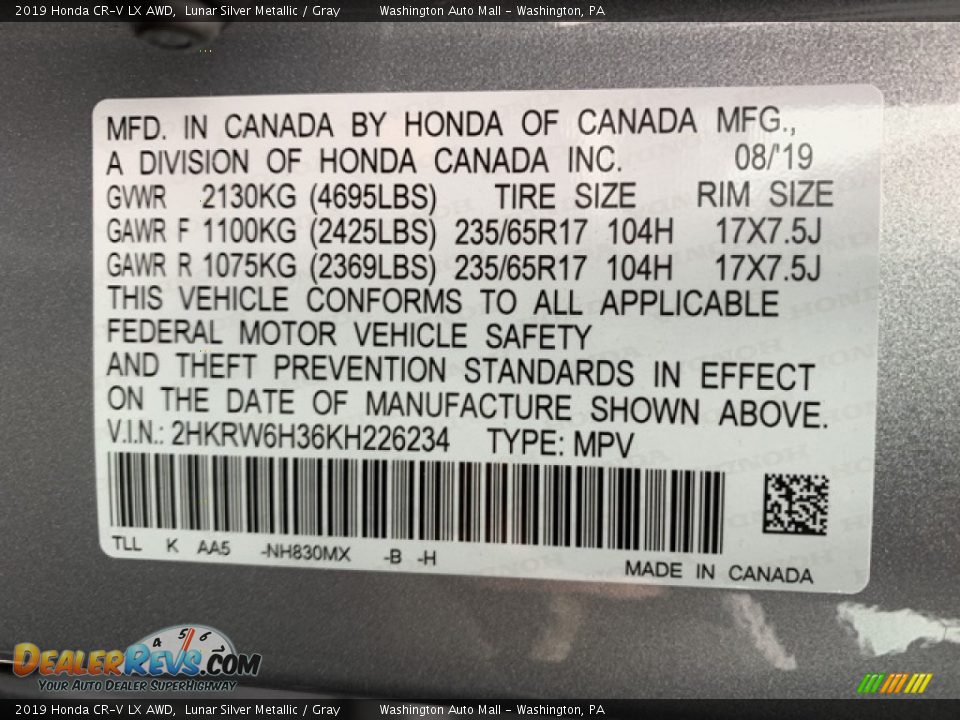 2019 Honda CR-V LX AWD, Lunar Silver Metallic / Gray Washington Auto Mall - Washington, PA
MFD. IN CANADA BY HONDA OF CANADA MFG.,
A DIVISION OF HONDA CANADA INC. 08/'19
GVWR 2130KG (4695LBS) TIRE SIZE RIM SIZE
GAWR F 1100KG (2425LBS) 235/65R17 104H 17X7.5J
GAWR R 1075KG (2369LBS) 235/65R17 104H 17X7.5J
THIS VEHICLE CONFORMS TO ALL APPLICABLE
FEDERAL MOTOR VEHICLE SAFETY
AND THEFT PREVENTION STANDARDS IN EFFECT
ON THE DATE OF MANUFACTURE SHOWN ABOVE.
V.I.N.: 2HKRW6H36KH226234 TYPE: MPV
TLL K AA5 -NH830MX -B -H
MADE IN CANADA
4 5 6
DEALERREVS.COM
YOUR AUTO DEALER SUPERHIGHWAY
2019 Honda CR-V LX AWD, Lunar Silver Metallic / Gray Washington Auto Mall - Washington, PA